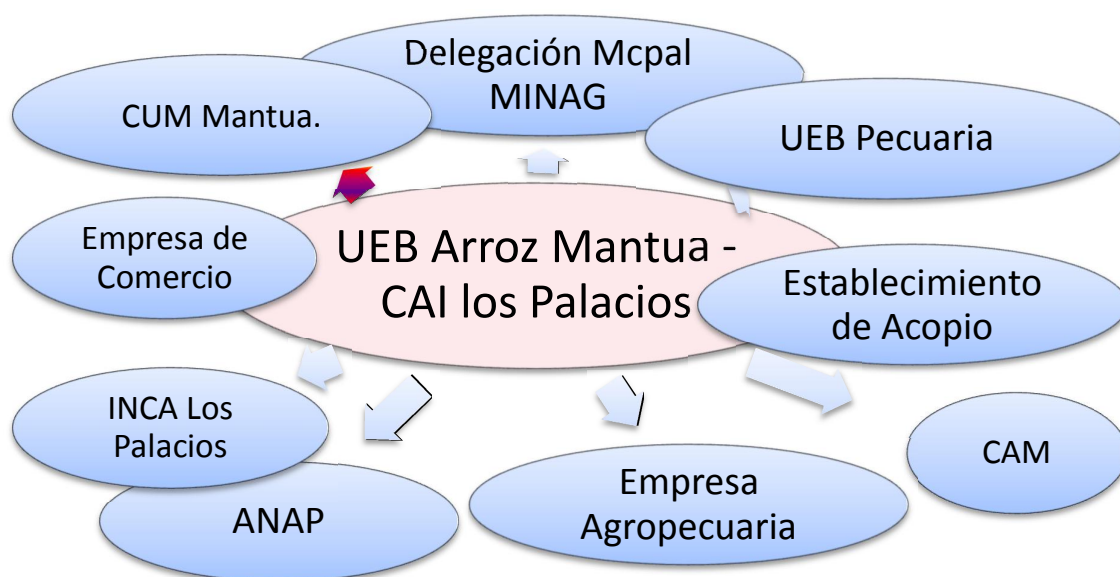 Delegación Mcpal
MINAG
CUM Mantua.
UEB Pecuaria
Empresa de
Comercio
UEB Arroz Mantua -
CAI los Palacios
Establecimiento
de Acopio
INCA Los
Palacios
CAM
ANAP
Empresa
Agropecuaria